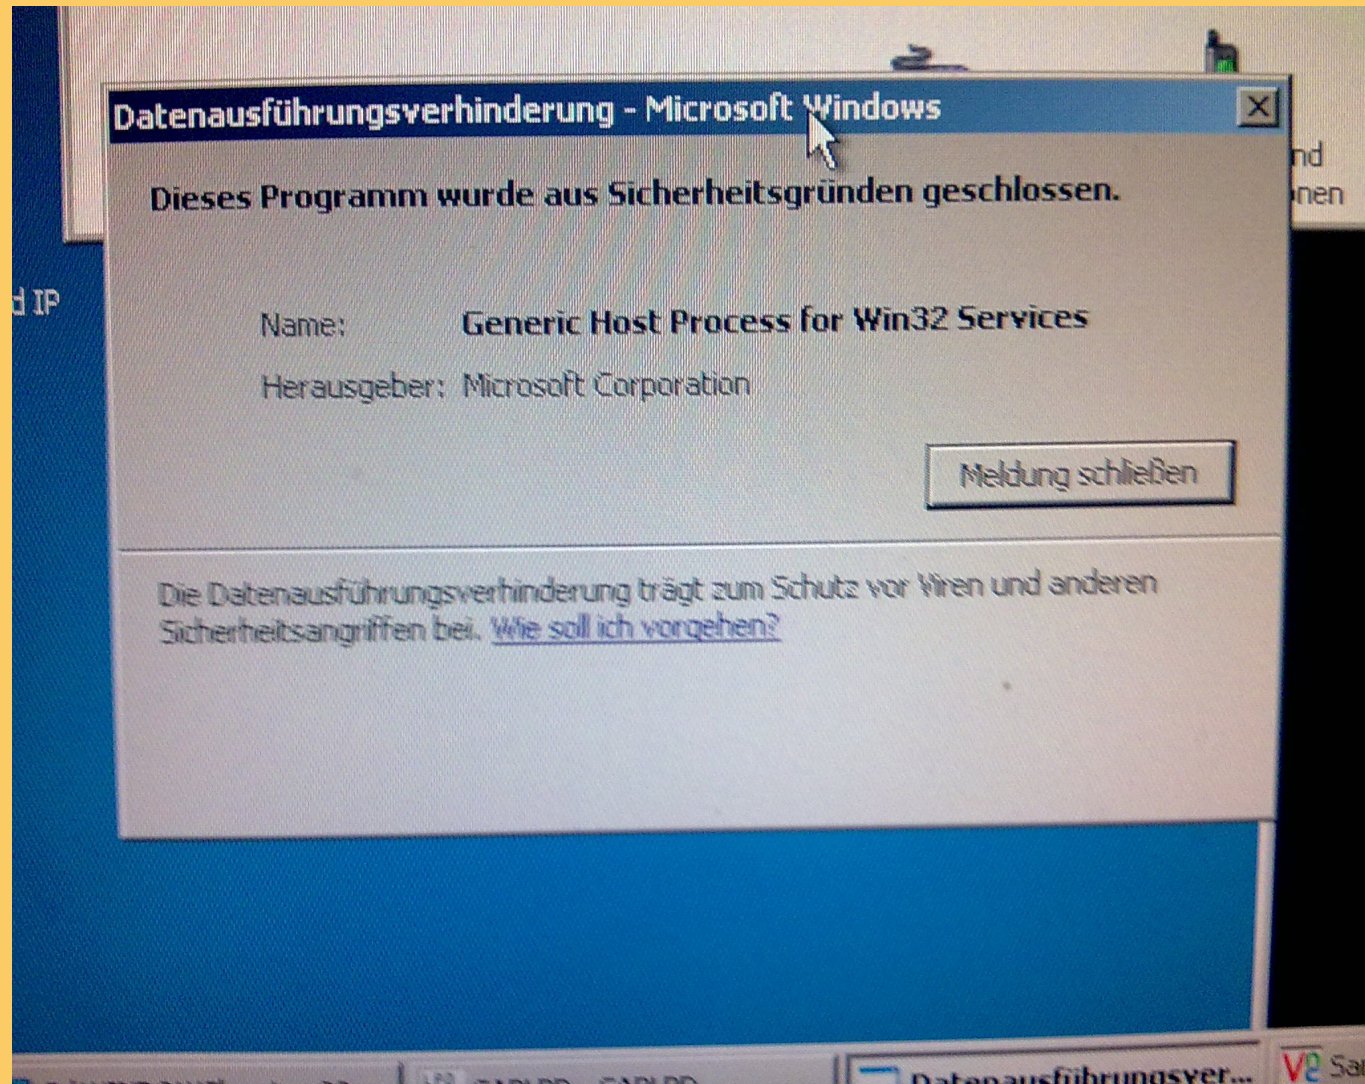 Datenausführungsverhinderung - Microsoft Windows
Dieses Programm wurde aus Sicherheitsgründen geschlossen.
nd
nen
d IP
Name: Generic Host Process for Win32 Services
Herausgeber: Microsoft Corporation
Meldung schließen
Die Datenausführungsverhinderung trägt zum Schutz vor Viren und anderen
Sicherheitsangriffen bei. Wie soll ich vorgehen?
Datenausführungsver...